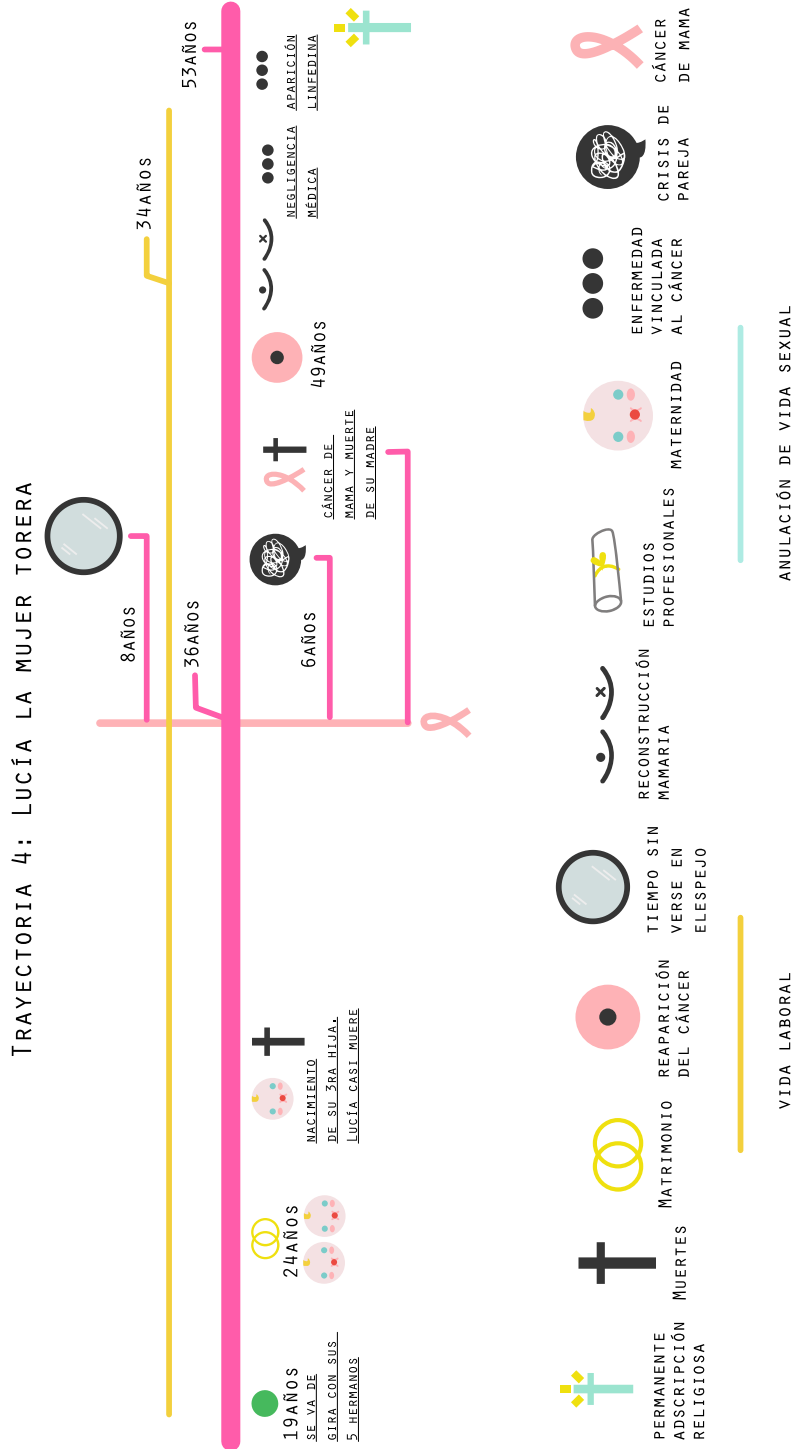 Trayectoria 4: Lucía la mujer torera
8años
34años
36años
53años
19años
se va de
gira con sus
5 hermanos
24años
nacimiento
de su 3ra hija.
Lucía casi muere
6años
cáncer de
mama y muerte
de su madre
49años
negligencia
médica
aparición
linfedina
permanente
adscripción
religiosa
Muertes
Matrimonio
reaparición
del cáncer
tiempo sin
verse en
elespejo
reconstrucción
mamaria
estudios
profesionales
maternidad
enfermedad
vinculada
al cáncer
crisis de
pareja
cáncer
de mama
vida laboral
anulación de vida sexual